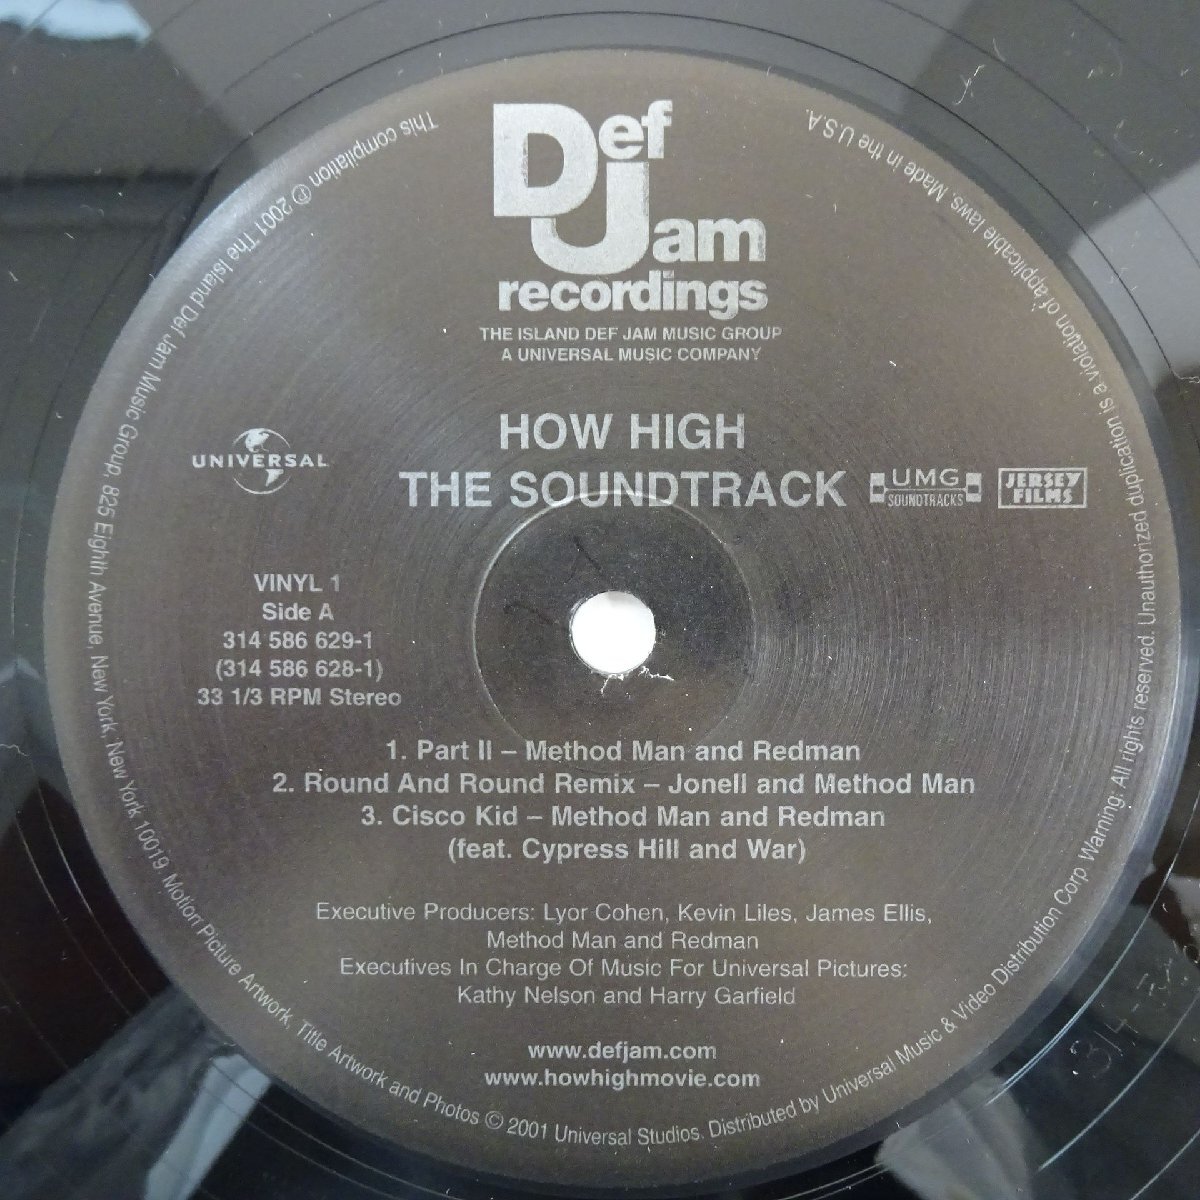 Def
Jam
recordings
THE ISLAND DEF JAM MUSIC GROUP
A UNIVERSAL MUSIC COMPANY
HOW HIGH
THE SOUNDTRACK
UNIVERSAL
UMG
SOUNDTRACKS
JERSEY
FILMS
VINYL 1
Side A
314 586 629-1
(314 586 628-1)
33 1/3 RPM Stereo
1. Part II – Method Man and Redman
2. Round And Round Remix – Jonell and Method Man
3. Cisco Kid – Method Man and Redman
(feat. Cypress Hill and War)
Executive Producers: Lyor Cohen, Kevin Liles, James Ellis,
Method Man and Redman
Executives In Charge Of Music For Universal Pictures:
Kathy Nelson and Harry Garfield
www.defjam.com
www.howhighmovie.com
This compilation ℗ 2001 The Island Def Jam Music Group, 825 Eighth Avenue, New York, New York 10019. Motion Picture Artwork, Title Artwork and Photos © 2001 Universal Studios. Distributed by Universal Music & Video Distribution Corp Warning: All rights reserved. Unauthorized duplication is a violation of applicable laws. Made in the U.S.A.